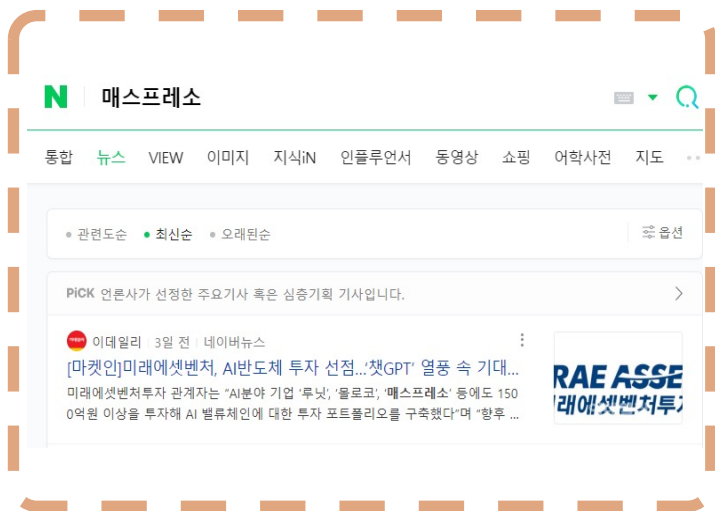 N 매스프레소
통합 뉴스 VIEW 이미지 지식iN 인플루언서 동영상 쇼핑 어학사전 지도
관련도순 최신순 오래된순 옵션
PiCK 언론사가 선정한 주요기사 혹은 심층기획 기사입니다.
이데일리 3일 전 네이버뉴스
[마켓인]미래에셋벤처, AI반도체 투자 선점...'챗GPT' 열풍 속 기대...
미래에셋벤처투자 관계자는 "AI분야 기업 '루닛', '몰로코', '매스프레소' 등에도 150
0억원 이상을 투자해 AI 밸류체인에 대한 투자 포트폴리오를 구축했다"며 "향후 ...
RAE ASSE
래에셋벤처투